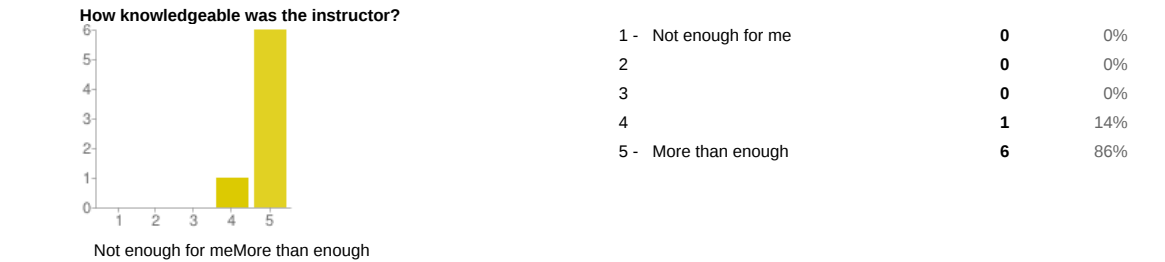 How knowledgeable was the instructor?
6
5
4
3
2
1
0
1 2 3 4 5
Not enough for meMore than enough
1 - Not enough for me 0 0%
2 0 0%
3 0 0%
4 1 14%
5 - More than enough 6 86%